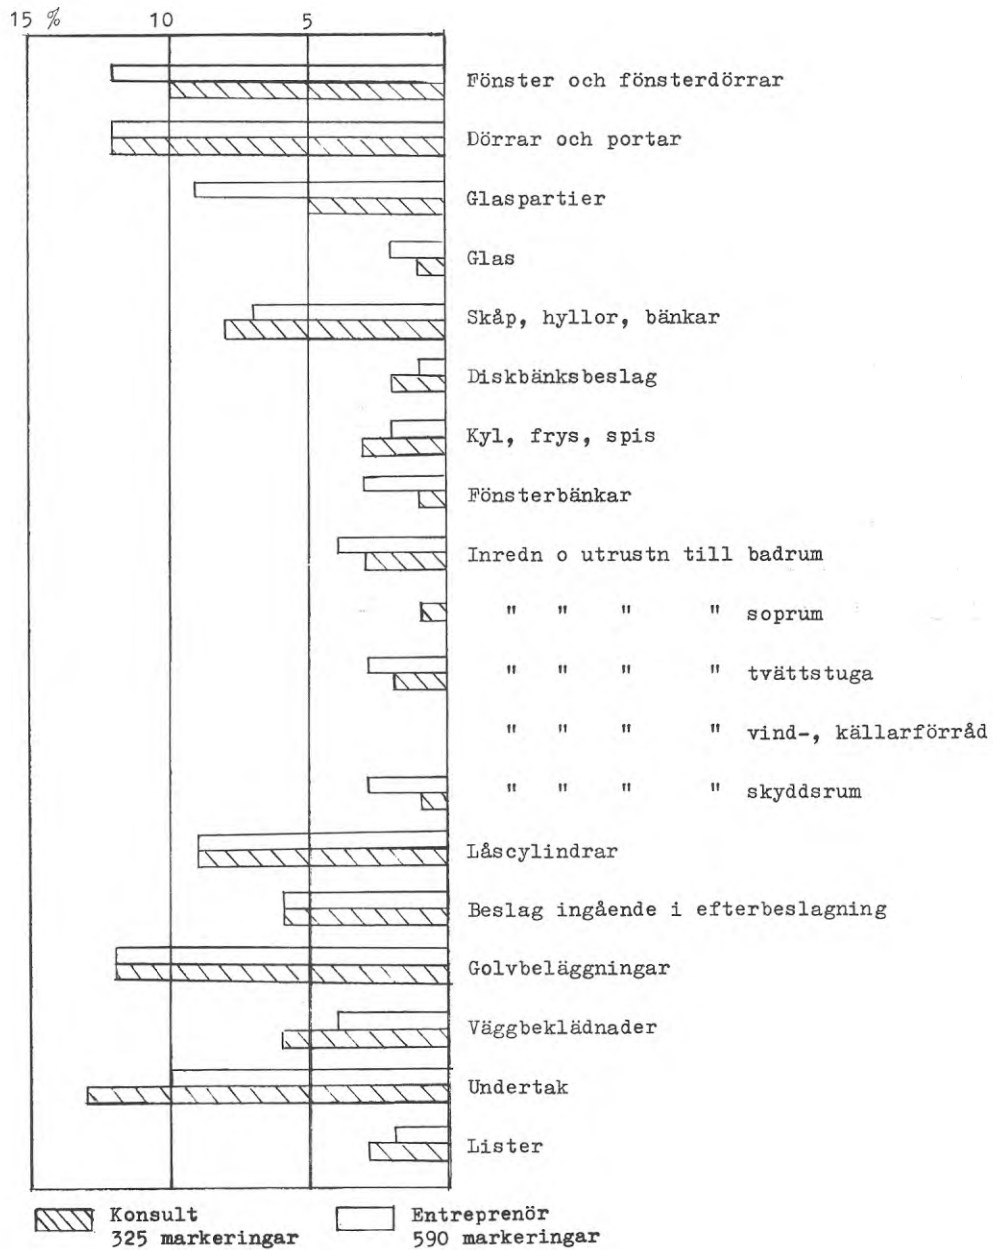 15 % 10 5
Fönster och fönsterdörrar
Dörrar och portar
Glaspartier
Glas
Skåp, hyllor, bänkar
Diskbänksbeslag
Kyl, frys, spis
Fönsterbänkar
Inredn o utrustn till badrum
" " " " soprum
" " " " tvättstuga
" " " " vind-, källarförråd
" " " " skyddsrum
Låscylindrar
Beslag ingående i efterbeslagning
Golvbeläggningar
Väggbeklädnader
Undertak
Lister
Konsult Entreprenör
325 markeringar 590 markeringar